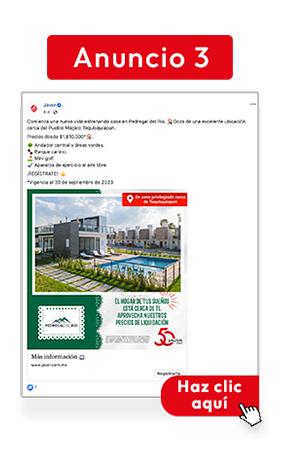 Anuncio 3
Javer
Comienza una nueva vida estrenando casa en Pedregal del Río. Goza de una excelente ubicación
cerca del Pueblo Mágico Tequisquiapan.
Precios desde $1,810,000*
Andador central y áreas verdes.
Parque canino.
Mini golf.
Aparatos de ejercicio al aire libre.
¡REGÍSTRATE!
*Vigencia al 30 de septiembre de 2023.
En zona privilegiada cerca
de Tequisquiapan
EL HOGAR DE TUS SUEÑOS
ESTÁ CERCA DE TI,
APROVECHA NUESTROS
PRECIOS DE LIQUIDACIÓN
PEDREGAL DEL RÍO
50
Más información
www.javer.com.mx
Registrarte
Haz clic
aquí